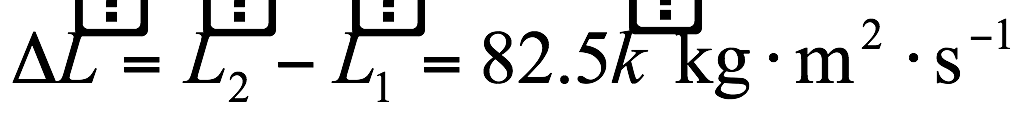 ΔL = L₂ − L₁ = 82.5k kg · m² · s⁻¹